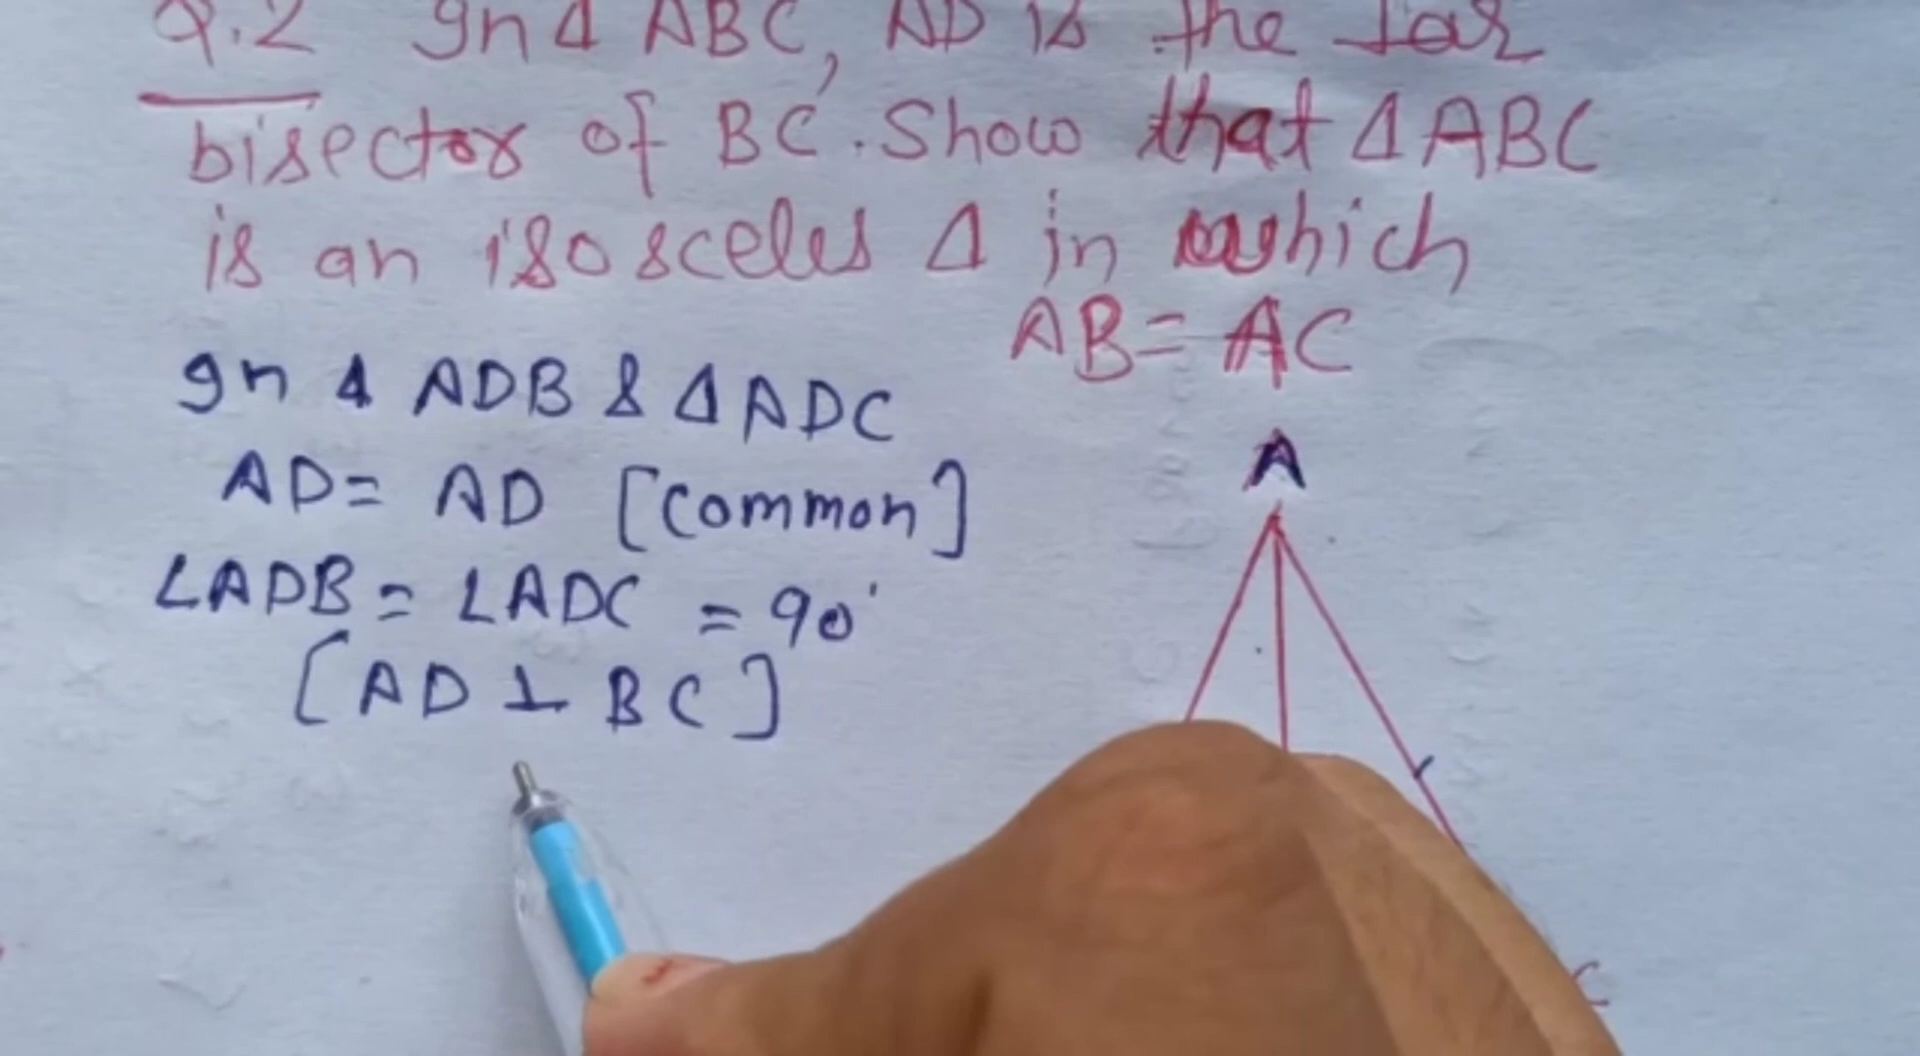 Q.2 In Δ ABC, AD is the ⊥ar
bisector of BC. Show that Δ ABC
is an isosceles Δ in which
AB = AC
In Δ ADB & Δ ADC
AD = AD [Common]
∠ADB = ∠ADC = 90°
[AD ⊥ BC]
A
C